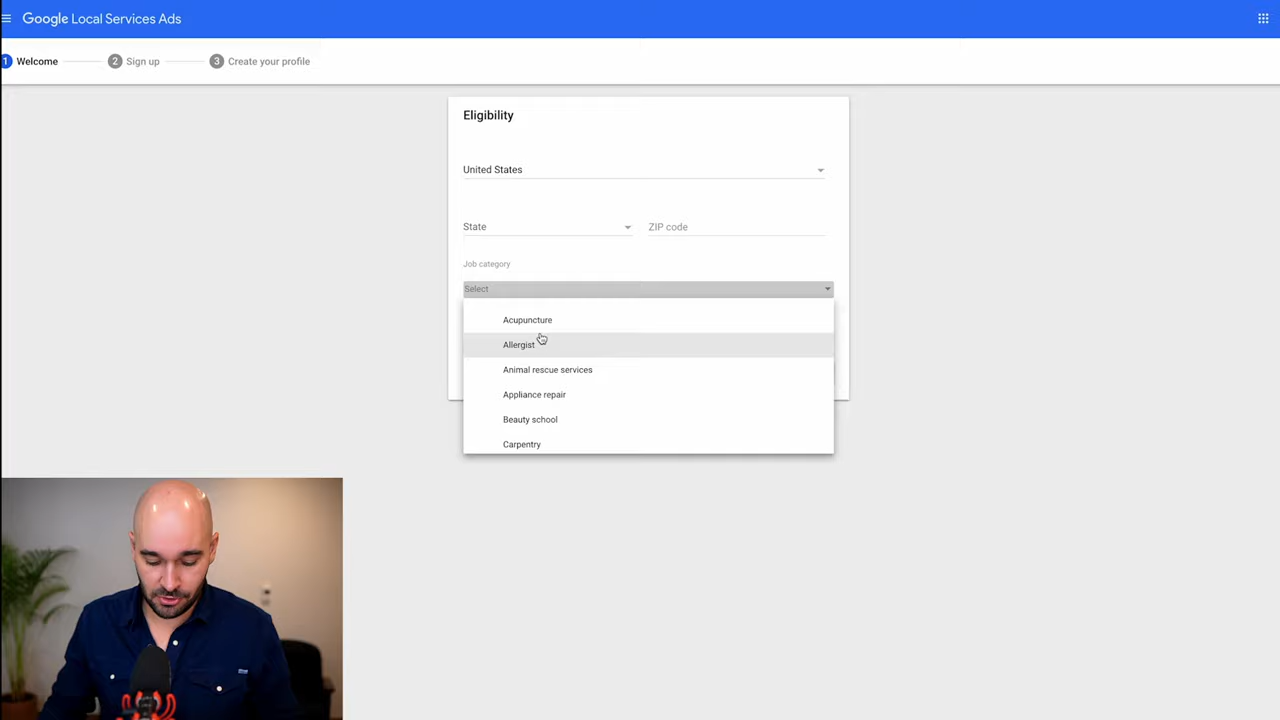 Google Local Services Ads
1 Welcome 2 Sign up 3 Create your profile
Eligibility
United States
State ZIP code
Job category
Select
Acupuncture
Allergist
Animal rescue services
Appliance repair
Beauty school
Carpentry